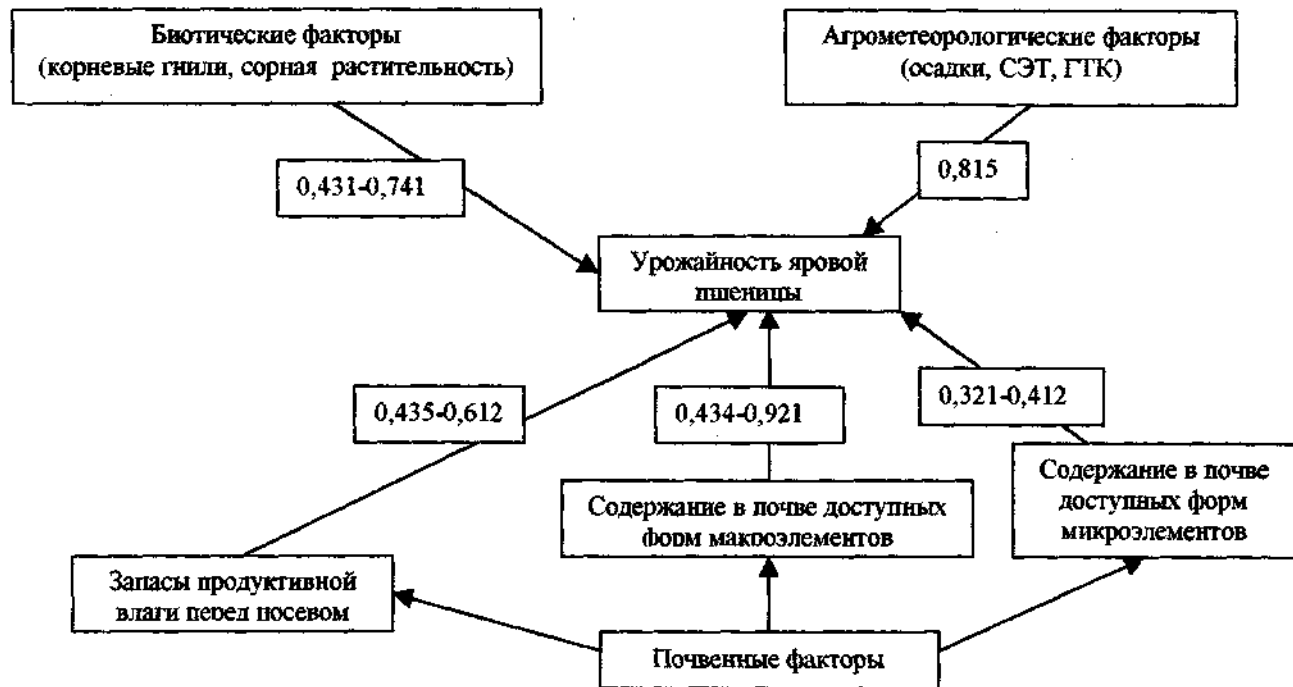 Биотические факторы
(корневые гнили, сорная растительность)
Агрометеорологические факторы
(осадки, СЭТ, ГТК)
0,431-0,741
0,815
Урожайность яровой
пшеницы
0,435-0,612
0,434-0,921
0,321-0,412
Содержание в почве
доступных форм
микроэлементов
Содержание в почве доступных
форм макроэлементов
Запасы продуктивной
влаги перед посевом
Почвенные факторы